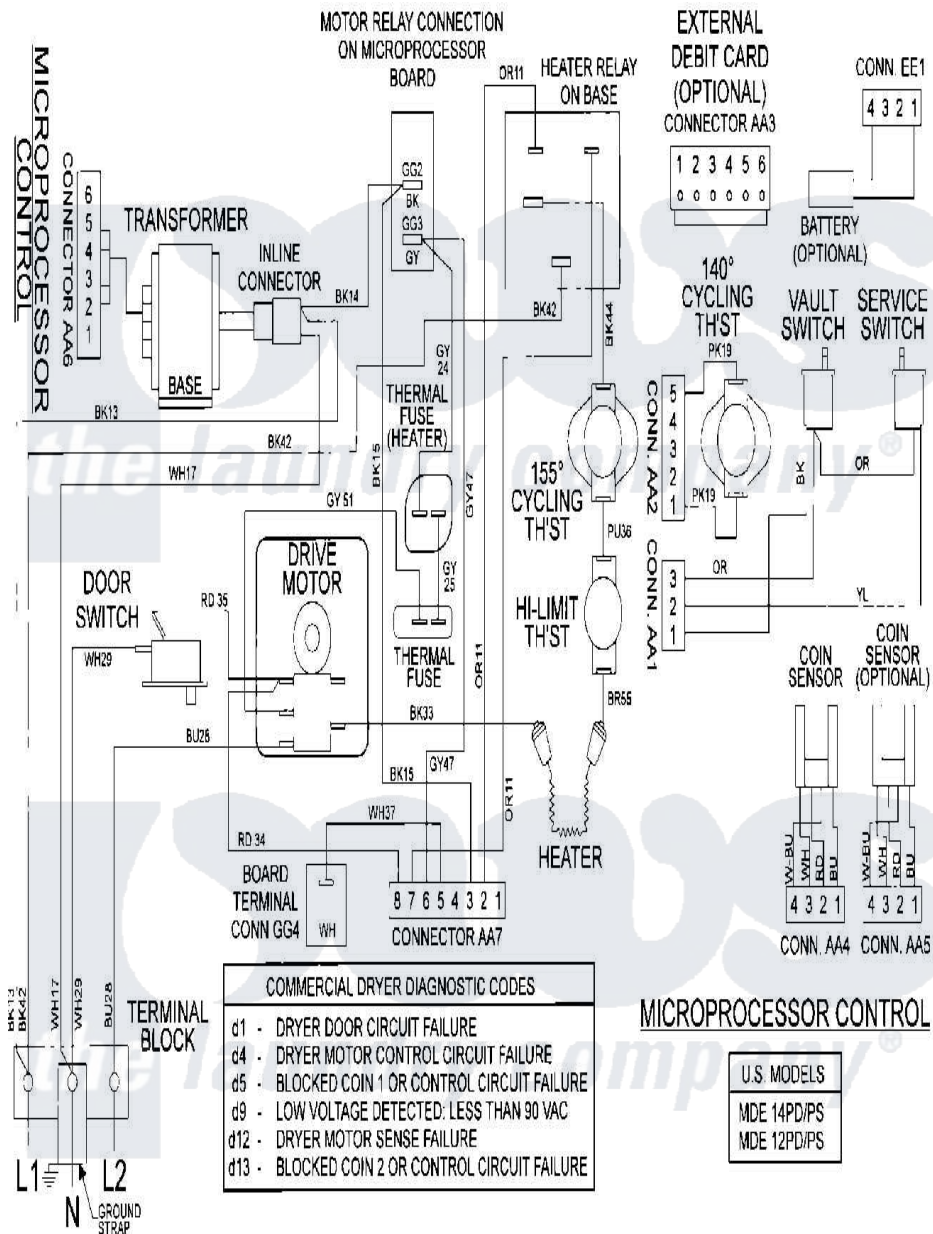 MOTOR RELAY CONNECTION
ON MICROPROCESSOR
BOARD
HEATER RELAY
ON BASE
EXTERNAL
DEBIT CARD
(OPTIONAL)
CONNECTOR AA3
1 2 3 4 5 6
CONN. EE1
4 3 2 1
BATTERY
(OPTIONAL)
MICROPROCESSOR
CONTROL
CONNECTOR AA6
6
5
4
3
2
1
TRANSFORMER
BASE
INLINE
CONNECTOR
GG2
BK
GG3
GY
OR11
BK14
BK13
BK42
WH17
BK42
BK44
GY
24
THERMAL
FUSE
(HEATER)
BK15
GY47
GY 51
GY
25
THERMAL
FUSE
140°
CYCLING
TH'ST
PK19
PK19
CONN. AA2
5
4
3
2
1
VAULT
SWITCH
SERVICE
SWITCH
BK
OR
155°
CYCLING
TH'ST
PU36
HI-LIMIT
TH'ST
BR55
CONN. AA1
3
2
1
OR
YL
DOOR
SWITCH
WH29
DRIVE
MOTOR
RD 35
BU28
BK33
OR11
GY47
BK15
OR11
WH37
RD 34
HEATER
BOARD
TERMINAL
CONN GG4
WH
8 7 6 5 4 3 2 1
CONNECTOR AA7
COIN
SENSOR
COIN
SENSOR
(OPTIONAL)
W-BU
WH
RD
BU
W-BU
WH
RD
BU
4 3 2 1
4 3 2 1
CONN. AA4
CONN. AA5
BK13
BK42
WH17
WH29
BU28
TERMINAL
BLOCK
L1
N
L2
GROUND
STRAP
COMMERCIAL DRYER DIAGNOSTIC CODES
d1 - DRYER DOOR CIRCUIT FAILURE
d4 - DRYER MOTOR CONTROL CIRCUIT FAILURE
d5 - BLOCKED COIN 1 OR CONTROL CIRCUIT FAILURE
d9 - LOW VOLTAGE DETECTED: LESS THAN 90 VAC
d12 - DRYER MOTOR SENSE FAILURE
d13 - BLOCKED COIN 2 OR CONTROL CIRCUIT FAILURE
MICROPROCESSOR CONTROL
U.S. MODELS
MDE 14PD/PS
MDE 12PD/PS
the laundry company®
the laundry company®